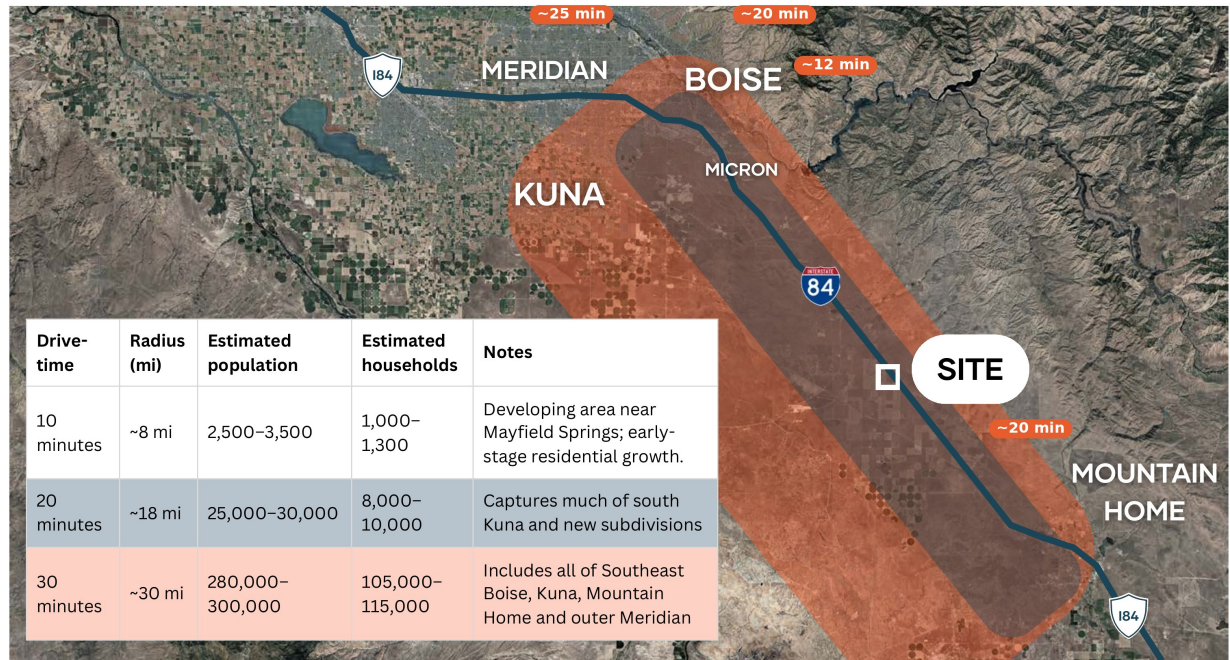 ~25 min
~20 min
~12 min
I84
MERIDIAN
BOISE
MICRON
KUNA
INTERSTATE
84
SITE
~20 min
MOUNTAIN
HOME
I84
Drive-
time
Radius
(mi)
Estimated
population
Estimated
households
Notes
10
minutes
~8 mi
2,500–3,500
1,000–
1,300
Developing area near
Mayfield Springs; early-
stage residential growth.
20
minutes
~18 mi
25,000–30,000
8,000–
10,000
Captures much of south
Kuna and new subdivisions
30
minutes
~30 mi
280,000–
300,000
105,000–
115,000
Includes all of Southeast
Boise, Kuna, Mountain
Home and outer Meridian